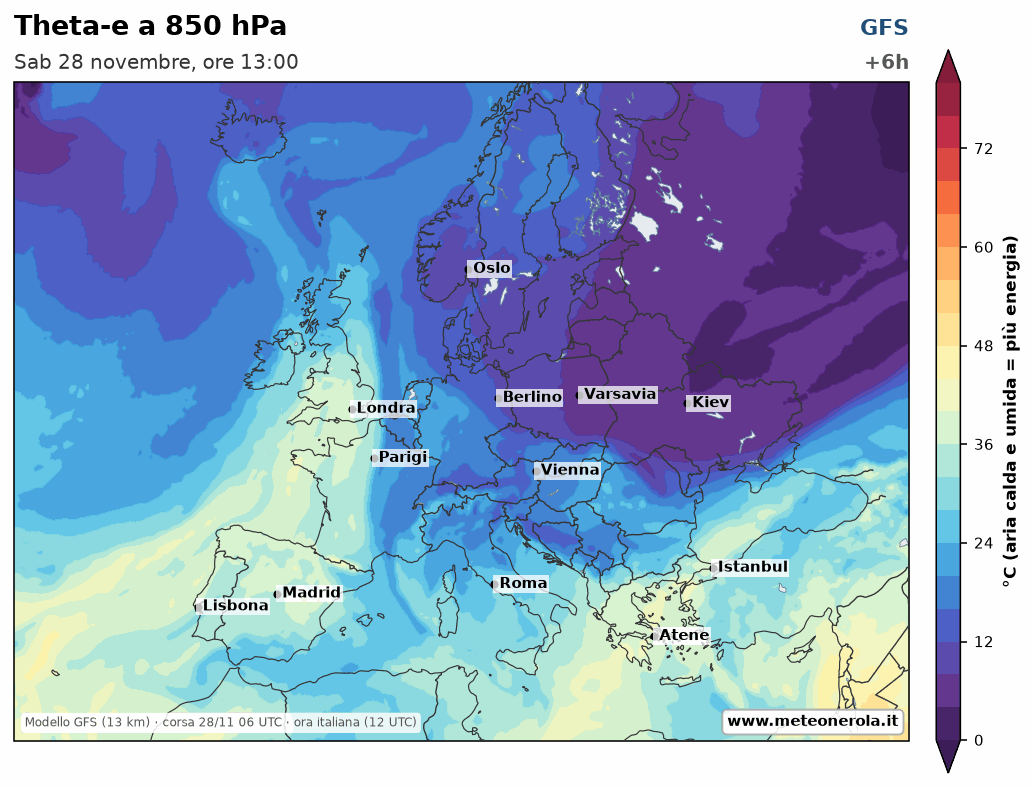 Theta-e a 850 hPa
GFS
Sab 28 novembre, ore 13:00
+6h
72
60
48
36
24
12
0
°C (aria calda e umida = più energia)
Oslo
Berlino
Varsavia
Kiev
Londra
Parigi
Vienna
Istanbul
Roma
Madrid
Lisbona
Atene
Modello GFS (13 km) · corsa 28/11 06 UTC · ora italiana (12 UTC)
www.meteonerola.it